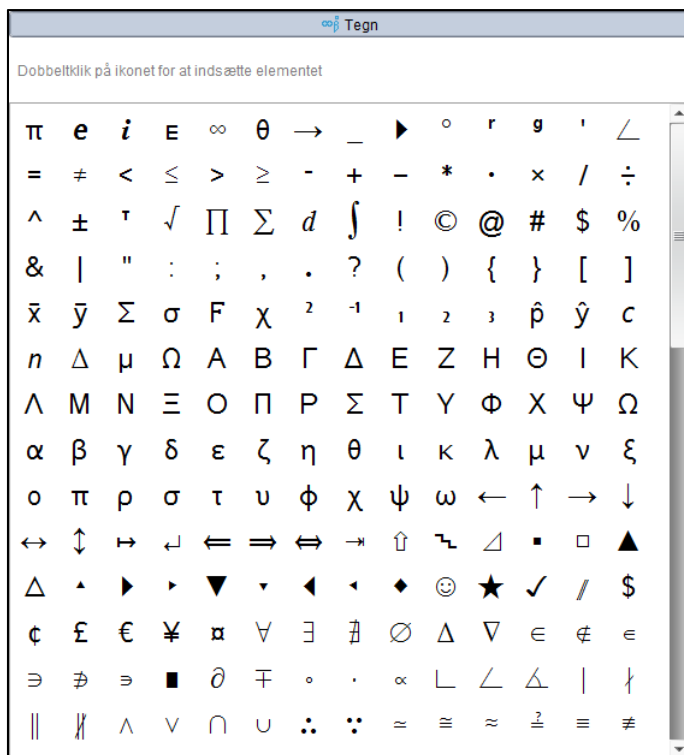 ∞β° Tegn
Dobbeltklik på ikonet for at indsætte elementet
π e i ᴇ ∞ θ → _ ▶ ° ʳ ᵍ ' ∠
= ≠ < ≤ > ≥ - + − * · × / ÷
^ ± ᵀ √ ∏ ∑ d ∫ ! © @ # $ %
& | " : ; , . ? ( ) { } [ ]
x̄ ȳ Σ σ F χ ² ⁻¹ ₁ ₂ ₃ p̂ ŷ c
n ∆ μ Ω Α Β Γ Δ Ε Ζ Η Θ Ι Κ
Λ Μ Ν Ξ Ο Π Ρ Σ Τ Υ Φ Χ Ψ Ω
α β γ δ ε ζ η θ ι κ λ μ ν ξ
ο π ρ σ τ υ φ χ ψ ω ← ↑ → ↓
↔ ↕ ↦ ↵ ⇐ ⇒ ⇔ ⇥ ⇧ ⊿ ▪ □ ▲
△ ▴ ▶ ▸ ▼ ▾ ◀ ◂ ◆ ☺ ★ ✓ ⫽ $
¢ £ € ¥ ¤ ∀ ∃ ∄ ∅ ∆ ∇ ∈ ∉ ∊
∋ ∌ ∍ ∎ ∂ ∓ ∘ ∙ ∝ ∟ ∠ ∡ ∣ ∤
∥ ∦ ∧ ∨ ∩ ∪ ∴ ∵ ≃ ≅ ≈ ≟ ≡ ≢